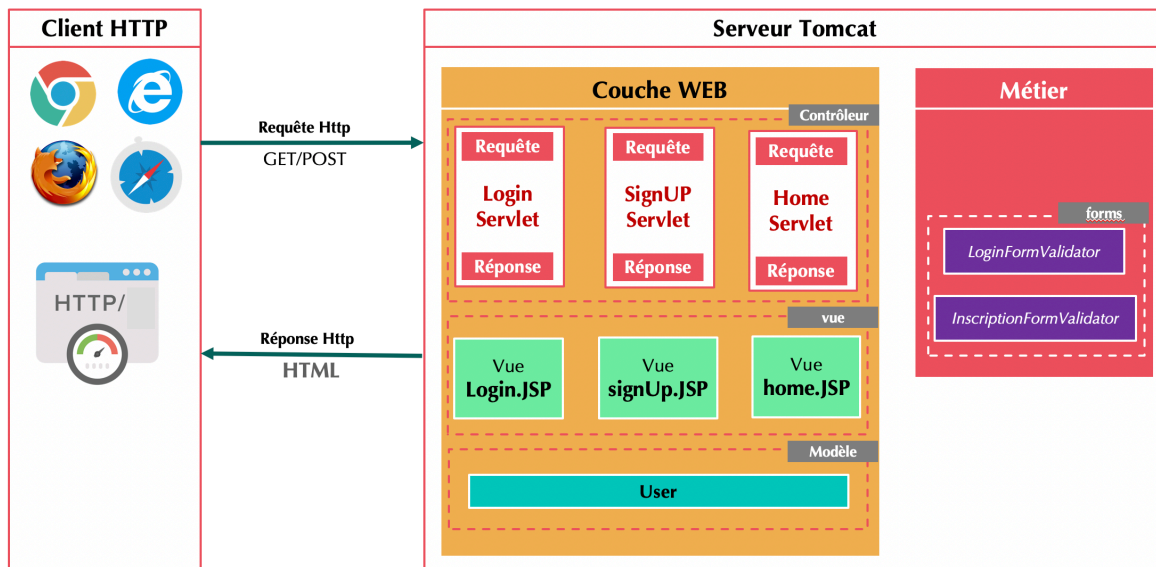 Client HTTP
Serveur Tomcat
Requête Http
GET/POST
HTTP/
Réponse Http
HTML
Couche WEB
Contrôleur
Requête
Login
Servlet
Réponse
Requête
SignUP
Servlet
Réponse
Requête
Home
Servlet
Réponse
vue
Vue
Login.JSP
Vue
signUp.JSP
Vue
home.JSP
Modèle
User
Métier
forms
LoginFormValidator
InscriptionFormValidator